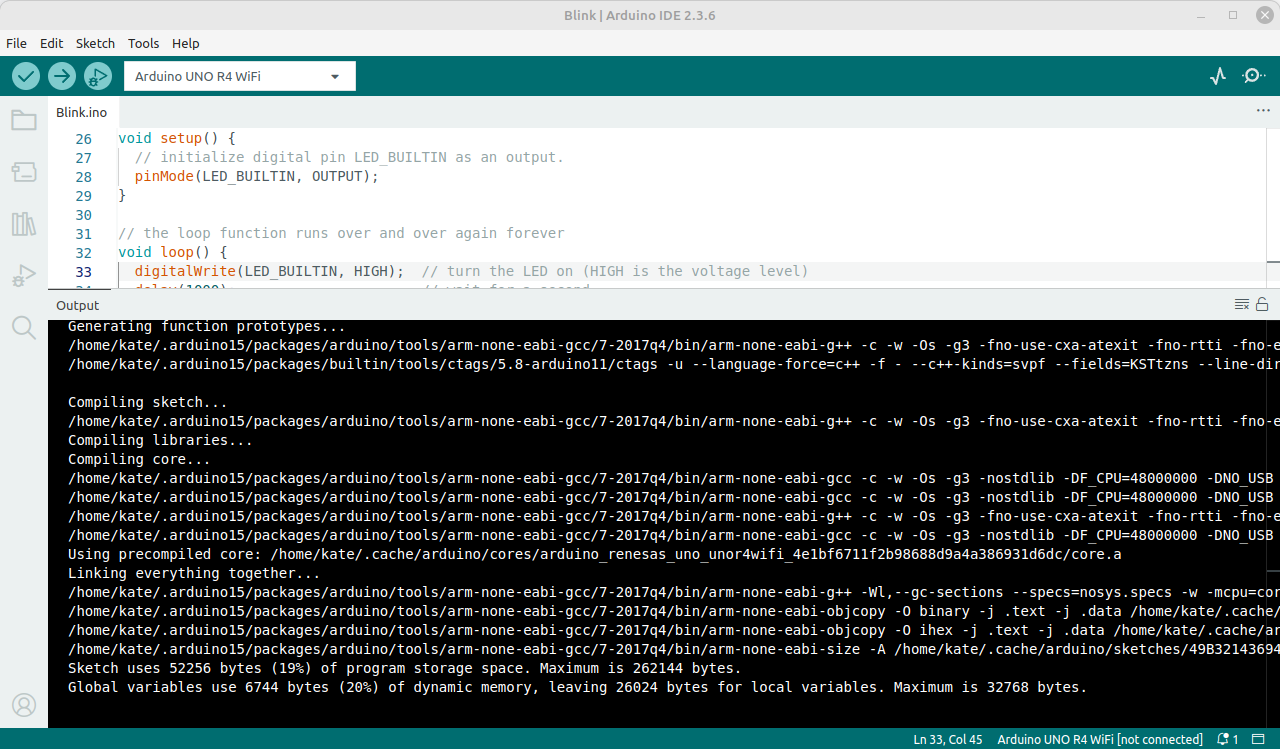 Blink | Arduino IDE 2.3.6
File Edit Sketch Tools Help
Arduino UNO R4 WiFi
Blink.ino
26 void setup() {
27 // initialize digital pin LED_BUILTIN as an output.
28 pinMode(LED_BUILTIN, OUTPUT);
29 }
30
31 // the loop function runs over and over again forever
32 void loop() {
33 digitalWrite(LED_BUILTIN, HIGH); // turn the LED on (HIGH is the voltage level)
34 delay(1000); // wait for a second
Output
Generating function prototypes...
/home/kate/.arduino15/packages/arduino/tools/arm-none-eabi-gcc/7-2017q4/bin/arm-none-eabi-g++ -c -w -Os -g3 -fno-use-cxa-atexit -fno-rtti -fno-e
/home/kate/.arduino15/packages/builtin/tools/ctags/5.8-arduino11/ctags -u --language-force=c++ -f - --c++-kinds=svpf --fields=KSTtzns --line-dir
Compiling sketch...
/home/kate/.arduino15/packages/arduino/tools/arm-none-eabi-gcc/7-2017q4/bin/arm-none-eabi-g++ -c -w -Os -g3 -fno-use-cxa-atexit -fno-rtti -fno-e
Compiling libraries...
Compiling core...
/home/kate/.arduino15/packages/arduino/tools/arm-none-eabi-gcc/7-2017q4/bin/arm-none-eabi-gcc -c -w -Os -g3 -nostdlib -DF_CPU=48000000 -DNO_USB
/home/kate/.arduino15/packages/arduino/tools/arm-none-eabi-gcc/7-2017q4/bin/arm-none-eabi-gcc -c -w -Os -g3 -nostdlib -DF_CPU=48000000 -DNO_USB
/home/kate/.arduino15/packages/arduino/tools/arm-none-eabi-gcc/7-2017q4/bin/arm-none-eabi-g++ -c -w -Os -g3 -fno-use-cxa-atexit -fno-rtti -fno-e
/home/kate/.arduino15/packages/arduino/tools/arm-none-eabi-gcc/7-2017q4/bin/arm-none-eabi-gcc -c -w -Os -g3 -nostdlib -DF_CPU=48000000 -DNO_USB
Using precompiled core: /home/kate/.cache/arduino/cores/arduino_renesas_uno_unor4wifi_4e1bf6711f2b98688d9a4a386931d6dc/core.a
Linking everything together...
/home/kate/.arduino15/packages/arduino/tools/arm-none-eabi-gcc/7-2017q4/bin/arm-none-eabi-g++ -Wl,--gc-sections --specs=nosys.specs -w -mcpu=cor
/home/kate/.arduino15/packages/arduino/tools/arm-none-eabi-gcc/7-2017q4/bin/arm-none-eabi-objcopy -O binary -j .text -j .data /home/kate/.cache/
/home/kate/.arduino15/packages/arduino/tools/arm-none-eabi-gcc/7-2017q4/bin/arm-none-eabi-objcopy -O ihex -j .text -j .data /home/kate/.cache/ar
/home/kate/.arduino15/packages/arduino/tools/arm-none-eabi-gcc/7-2017q4/bin/arm-none-eabi-size -A /home/kate/.cache/arduino/sketches/49B32143694
Sketch uses 52256 bytes (19%) of program storage space. Maximum is 262144 bytes.
Global variables use 6744 bytes (20%) of dynamic memory, leaving 26024 bytes for local variables. Maximum is 32768 bytes.
Ln 33, Col 45 Arduino UNO R4 WiFi [not connected] 1